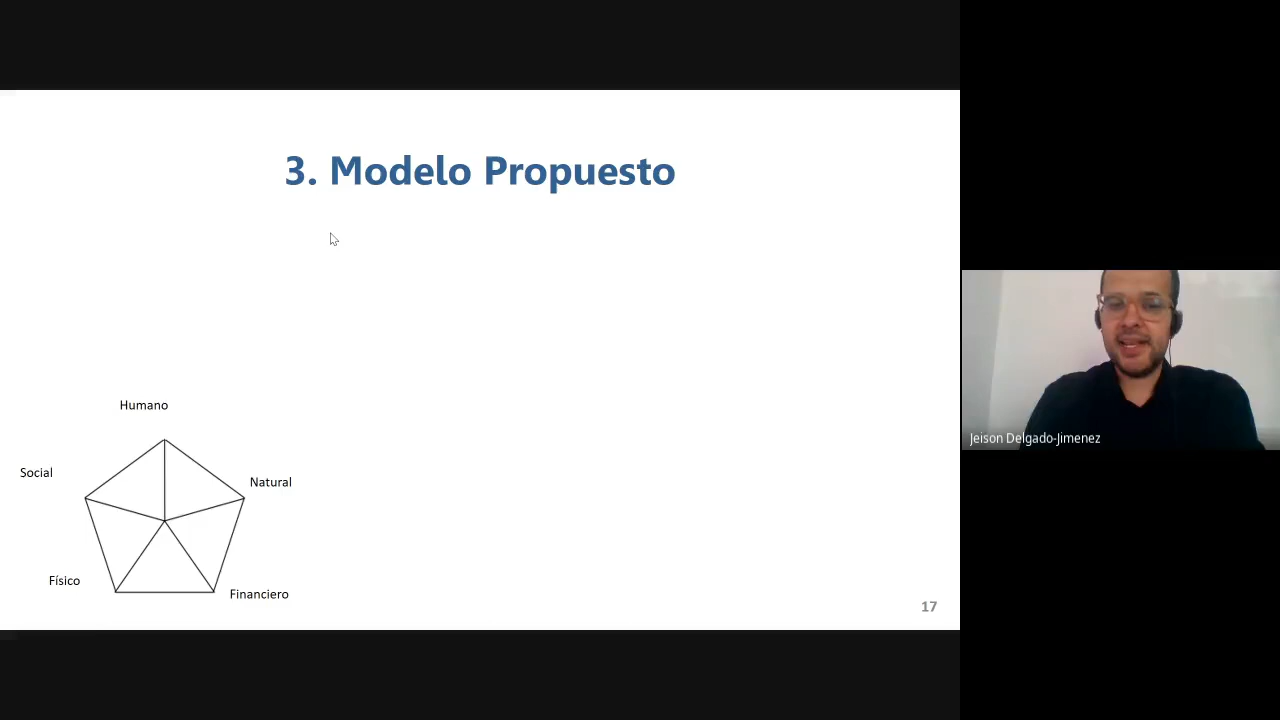 3. Modelo Propuesto
Humano
Social
Natural
Físico
Financiero
17
Jeison Delgado-Jimenez